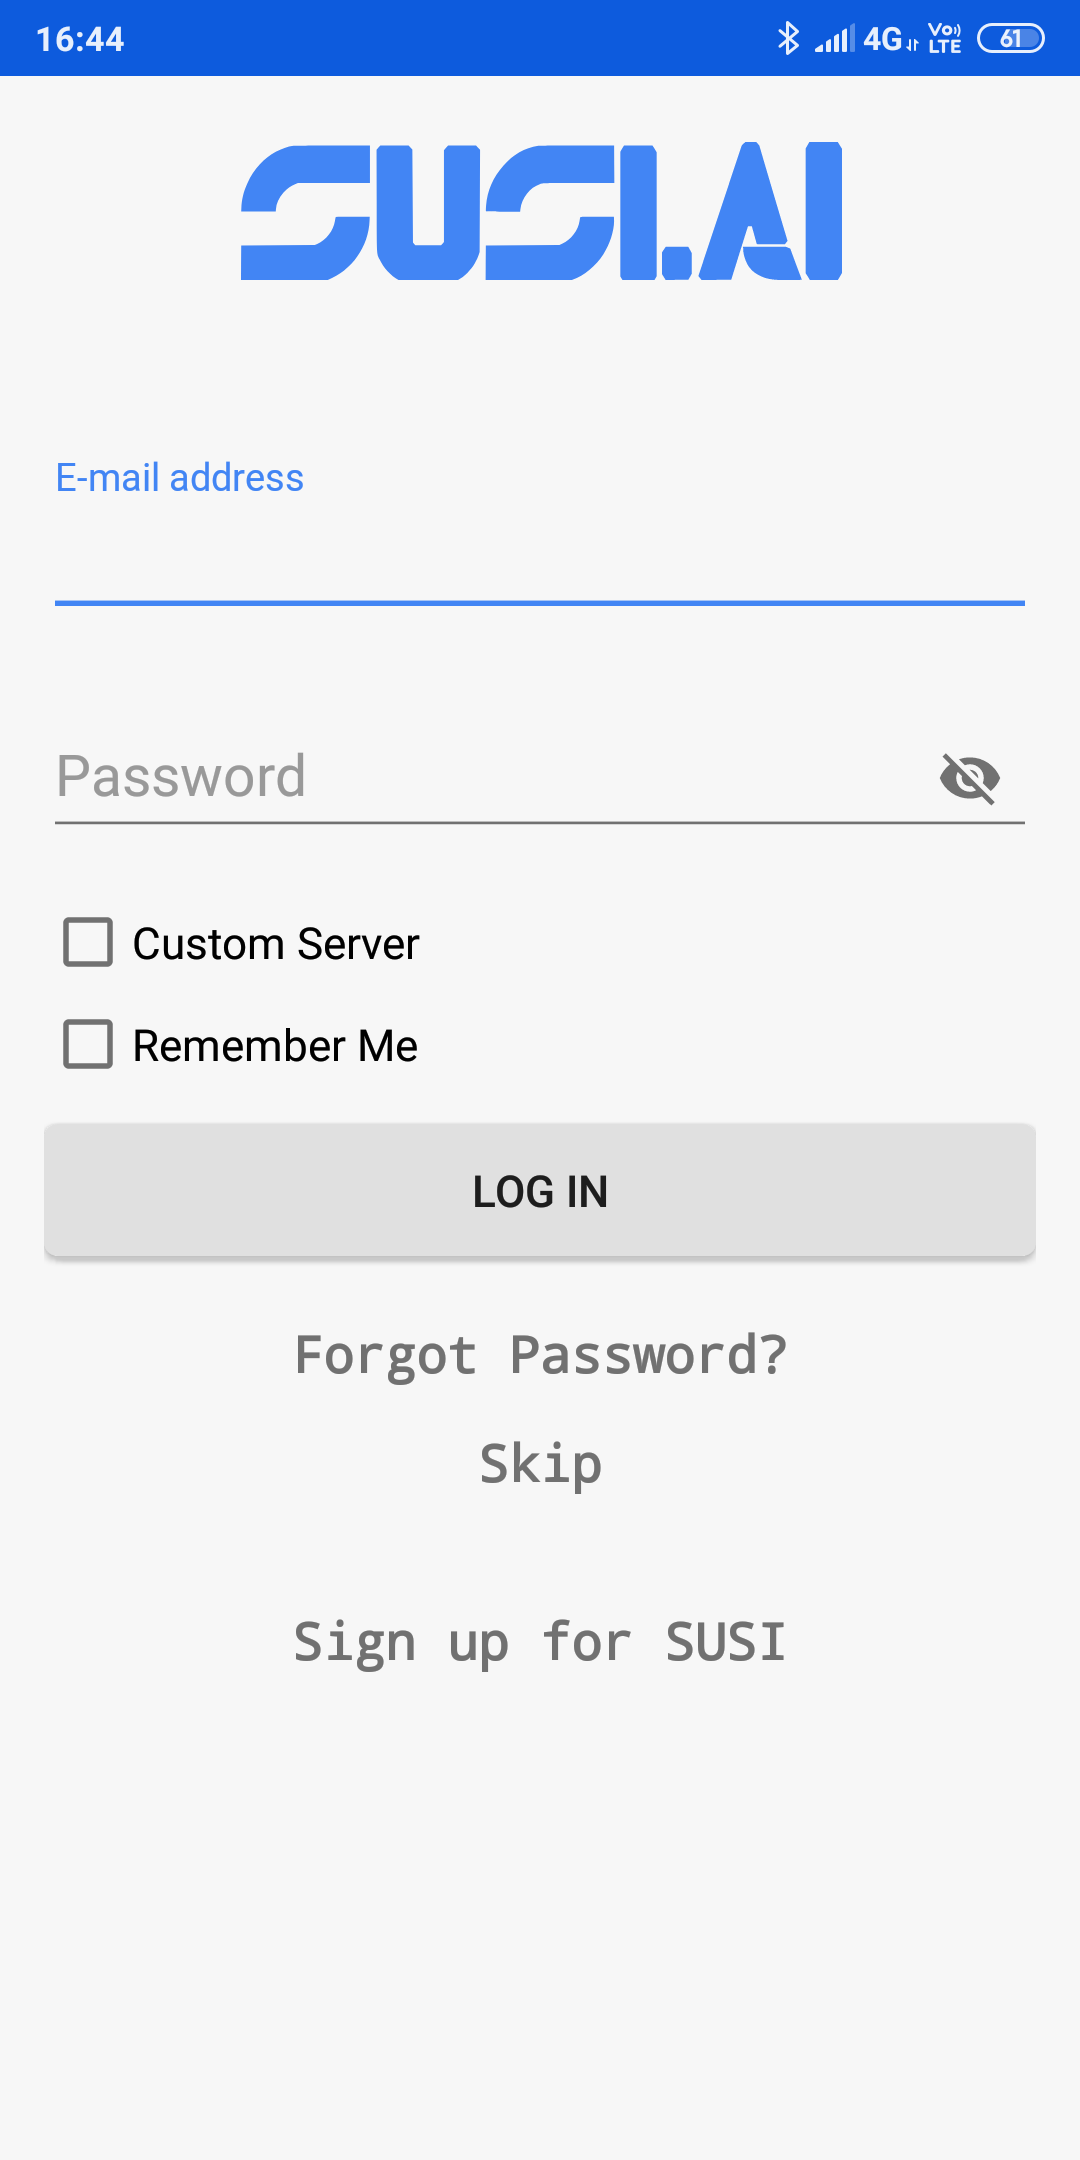 16:44 4G Vo) LTE 61
SUSI.AI
E-mail address
Password
Custom Server
Remember Me
LOG IN
Forgot Password?
Skip
Sign up for SUSI